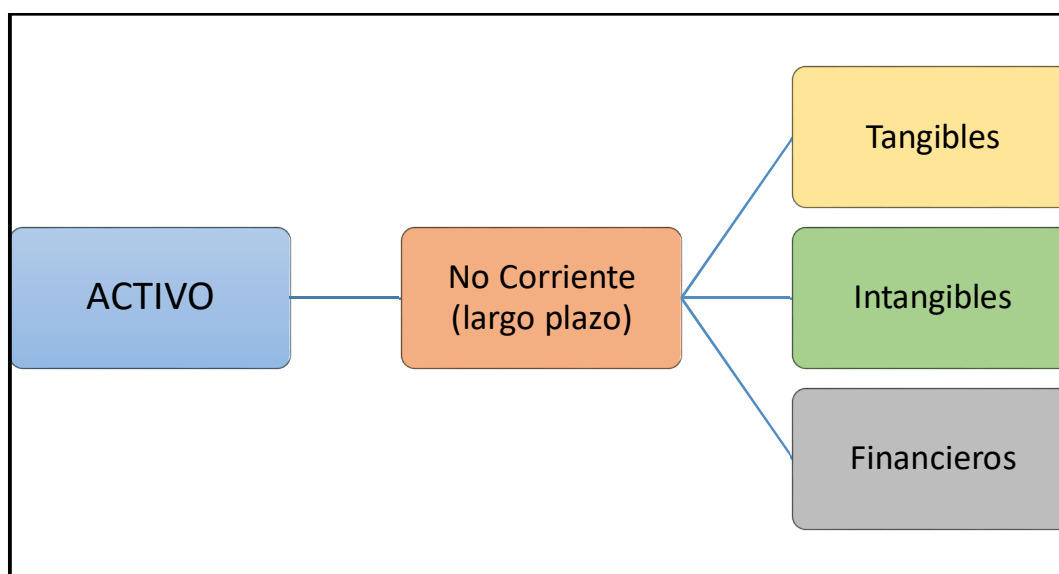 ACTIVO
No Corriente
(largo plazo)
Tangibles
Intangibles
Financieros